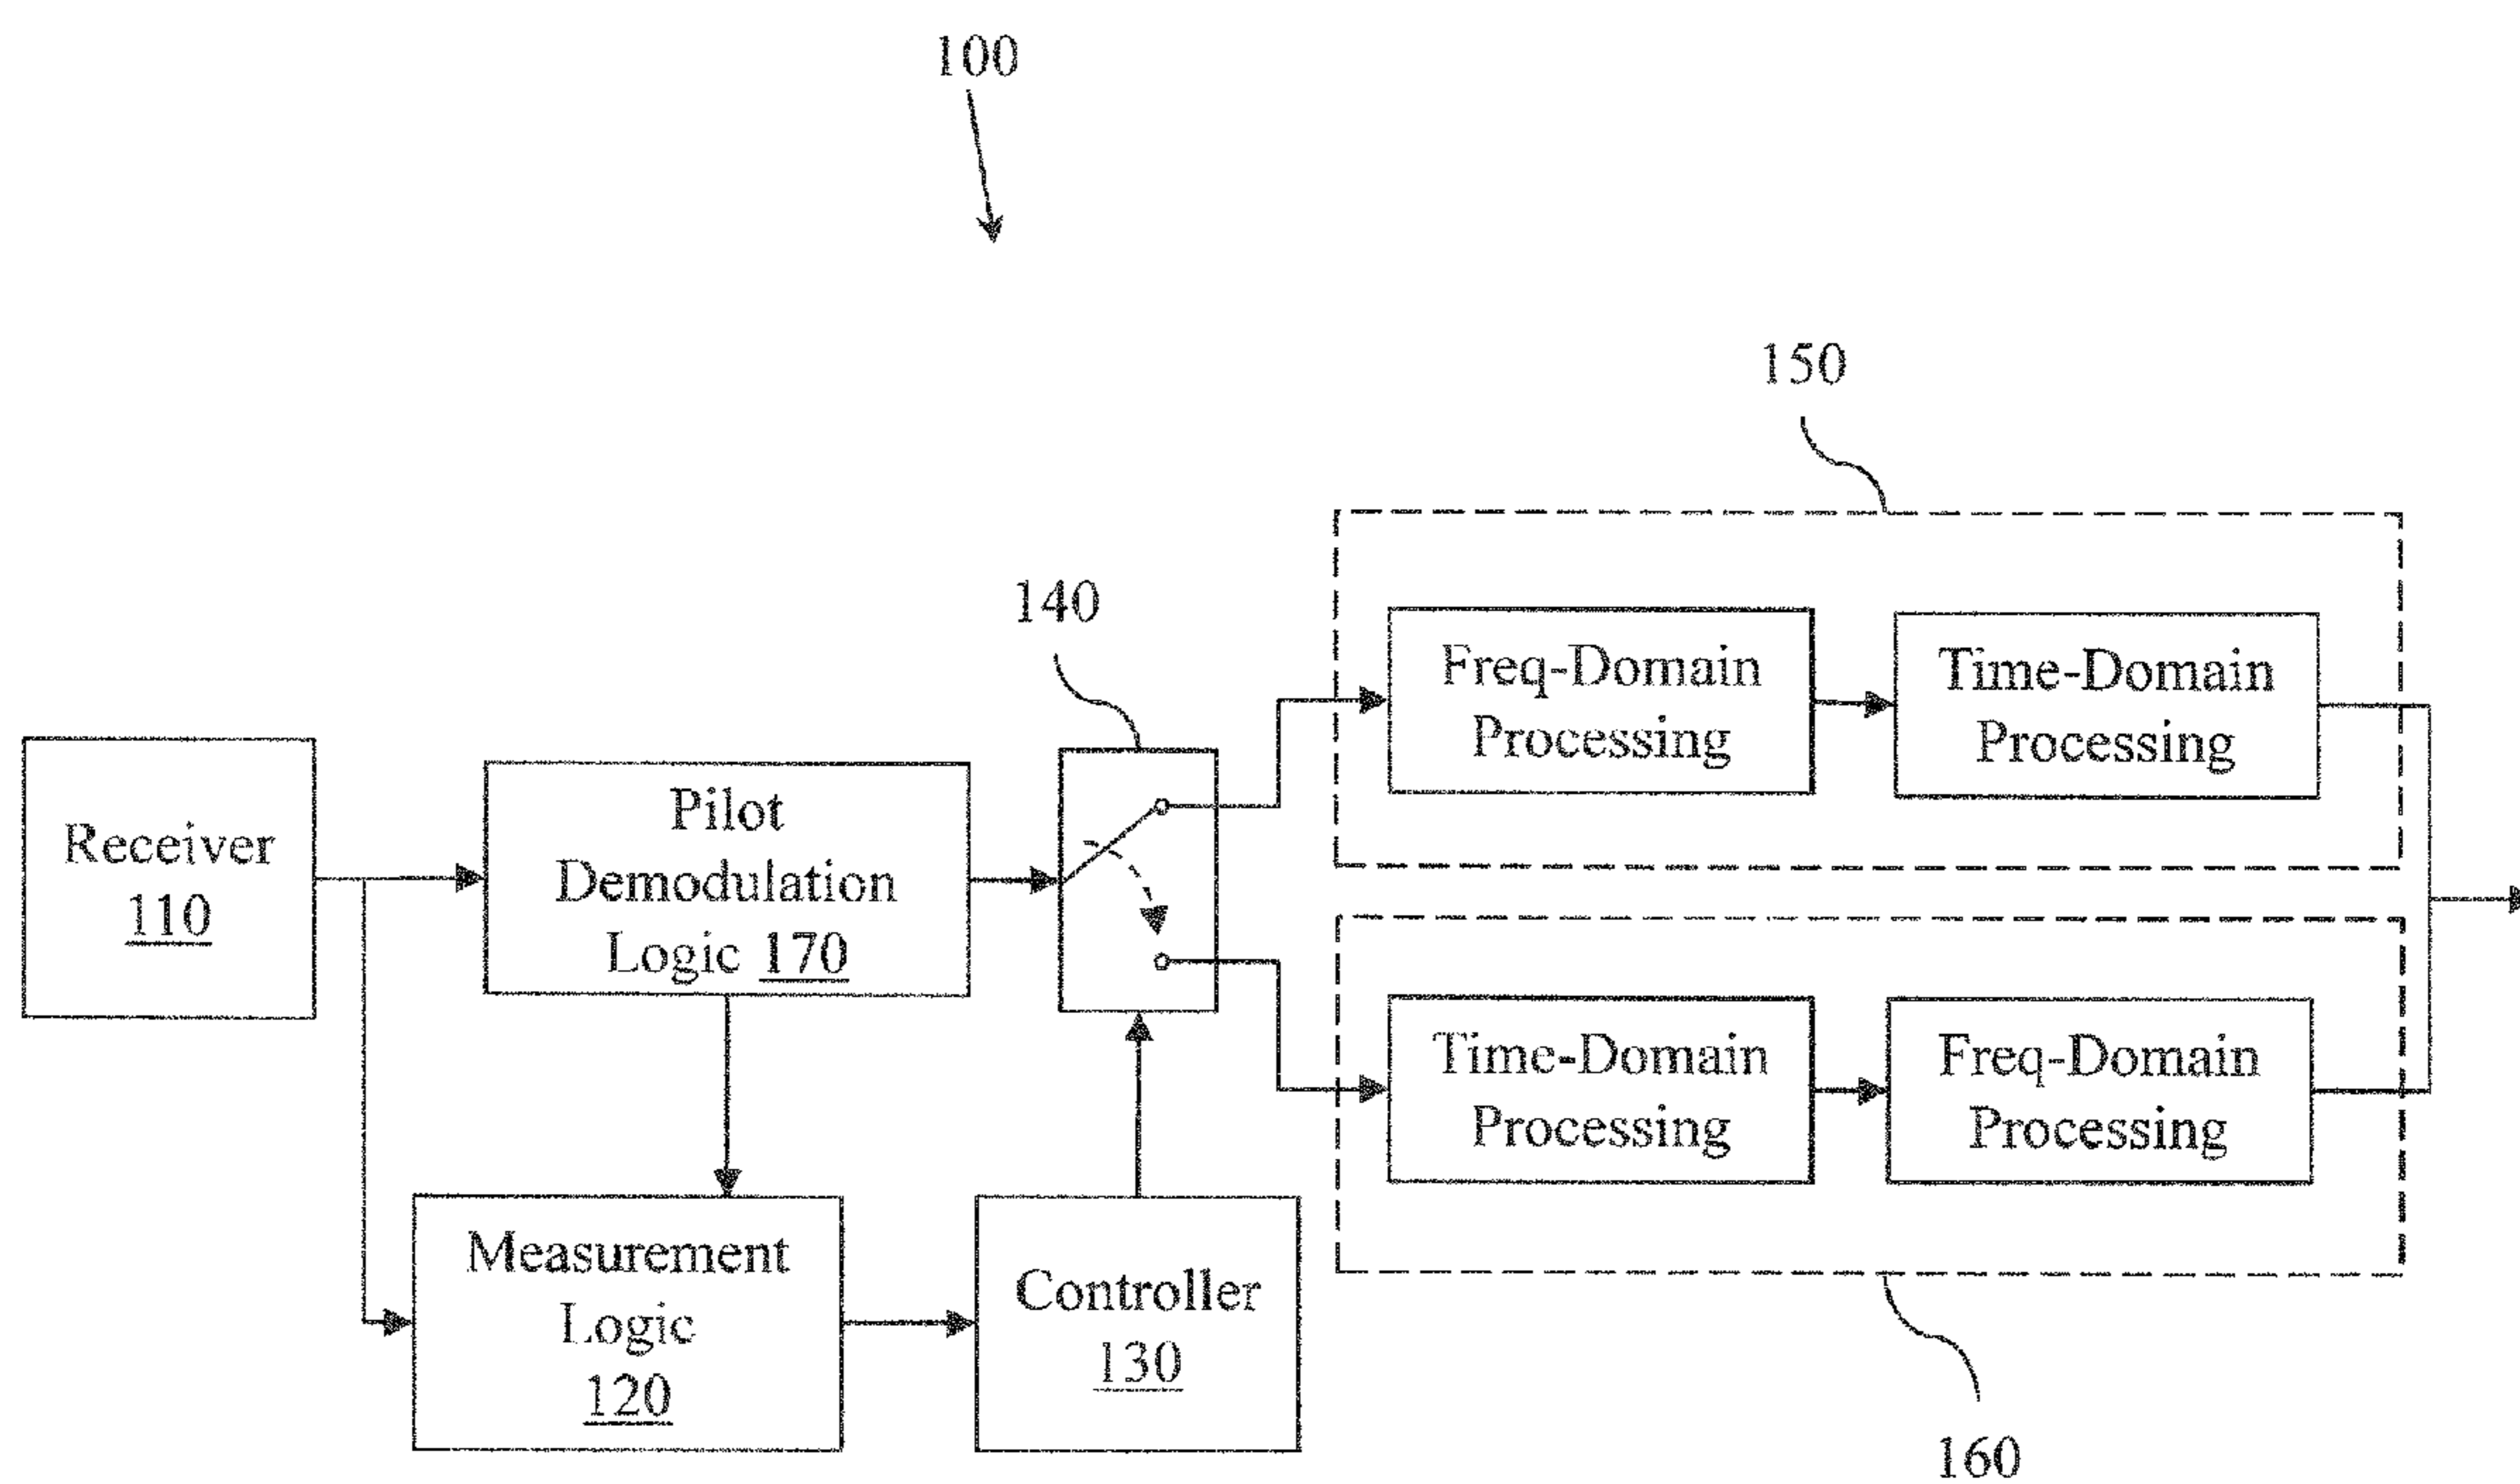 100
150
140
Freq-Domain
Processing
Time-Domain
Processing
Receiver
110
Pilot
Demodulation
Logic 170
Time-Domain
Processing
Freq-Domain
Processing
Measurement
Logic
120
Controller
130
160